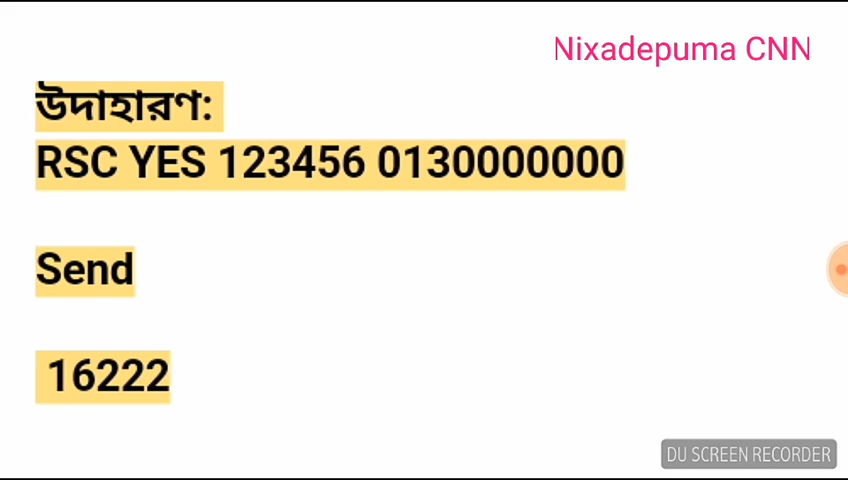 Nixadepuma CNN
উদাহারণ:
RSC YES 123456 0130000000
Send
16222
DU SCREEN RECORDER